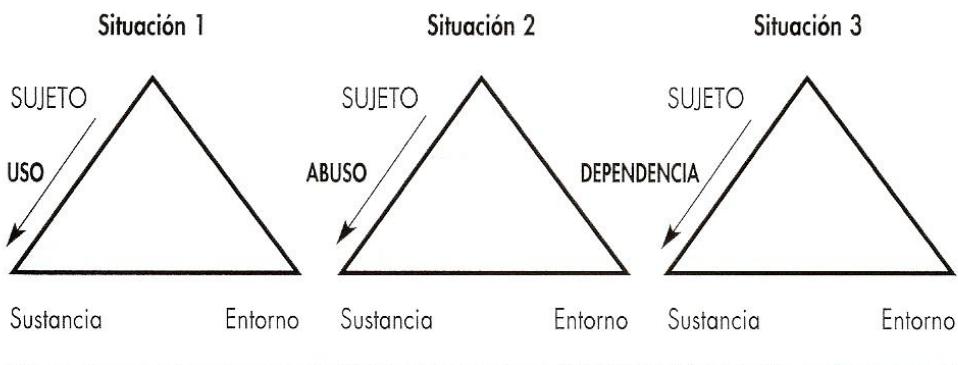 Situación 1
SUJETO
USO
Sustancia Entorno
Situación 2
SUJETO
ABUSO
Sustancia Entorno
Situación 3
SUJETO
DEPENDENCIA
Sustancia Entorno